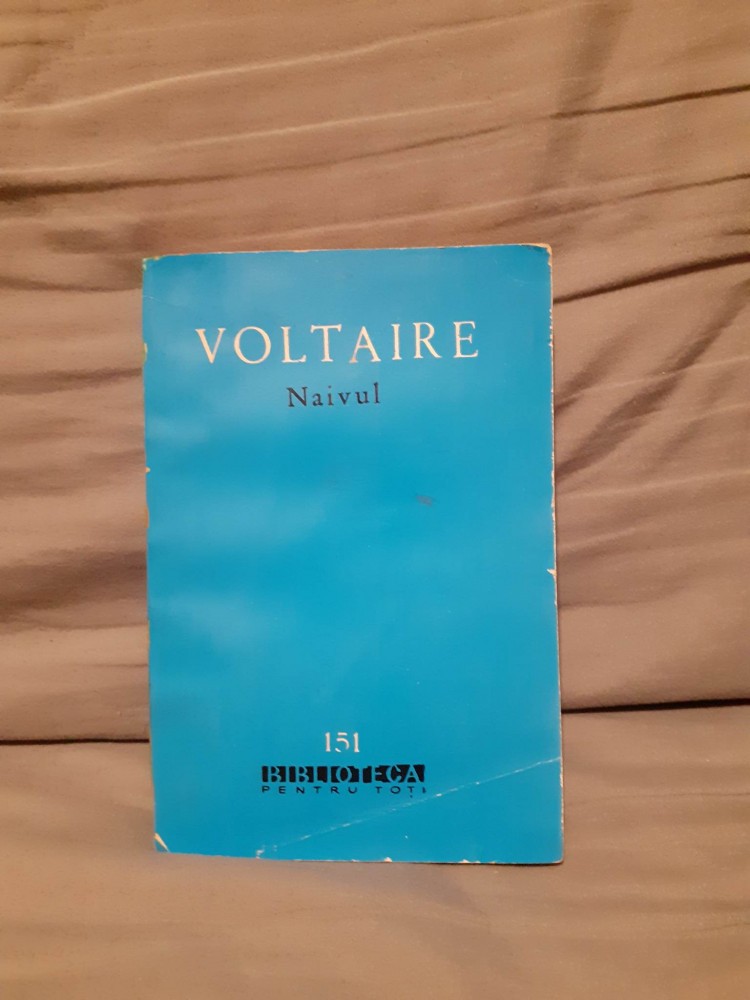 VOLTAIRE
Naivul
151
BIBLIOTECA
PENTRU TOȚI